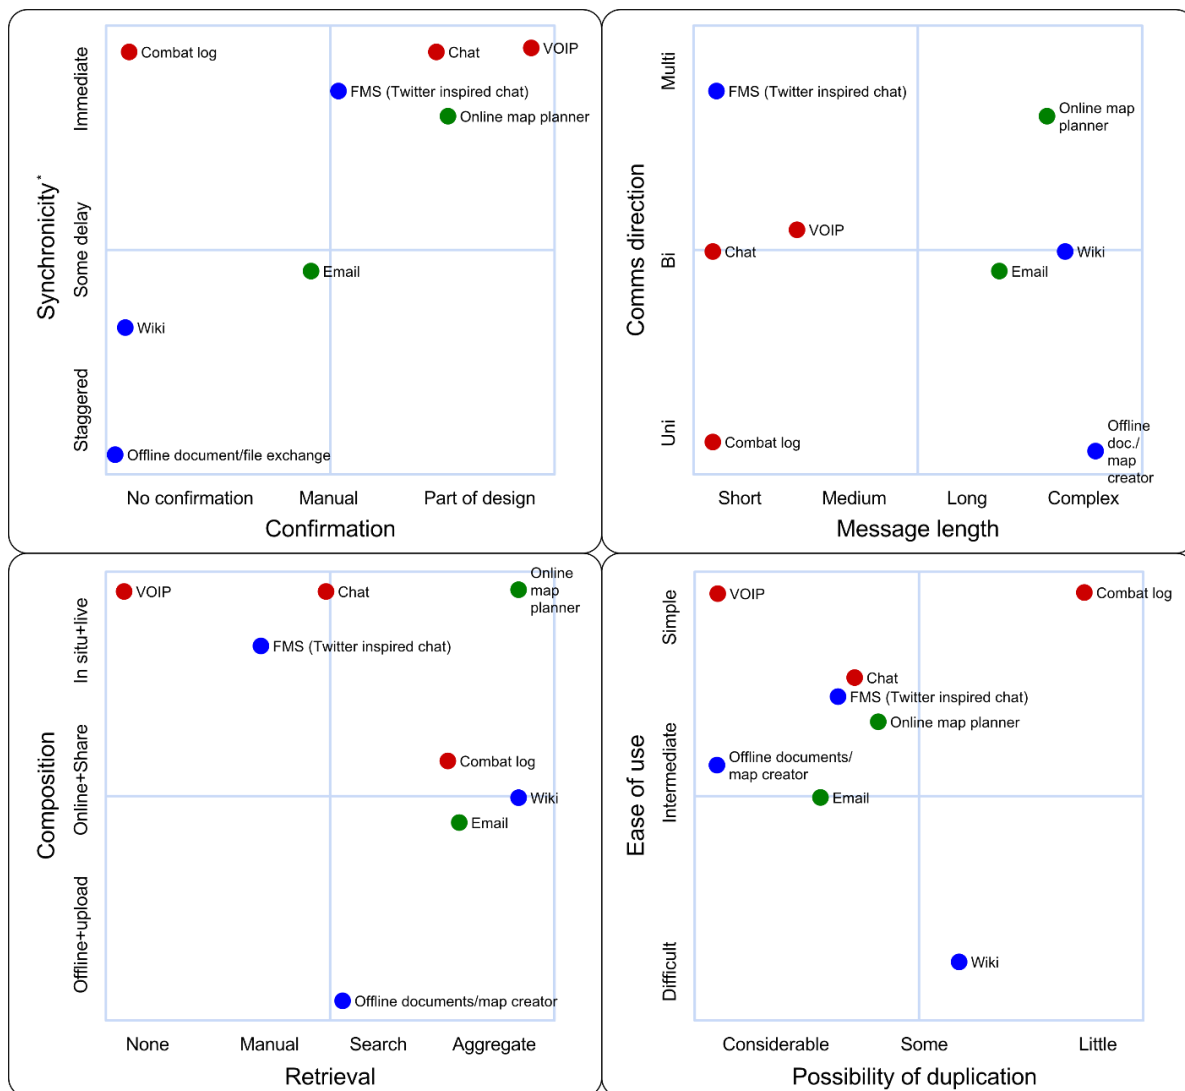 Combat log
Chat
VOIP
FMS (Twitter inspired chat)
Online map planner
Email
Wiki
Offline document/file exchange
Synchronicity*
Immediate
Some delay
Staggered
No confirmation
Manual
Part of design
Confirmation
FMS (Twitter inspired chat)
Online map
planner
VOIP
Chat
Wiki
Email
Combat log
Offline
doc./
map
creator
Comms direction
Multi
Bi
Uni
Short
Medium
Long
Complex
Message length
VOIP
Chat
Online
map
planner
FMS (Twitter inspired chat)
Combat log
Wiki
Email
Offline documents/map creator
Composition
In situ+live
Online+Share
Offline+upload
None
Manual
Search
Aggregate
Retrieval
VOIP
Combat log
Chat
FMS (Twitter inspired chat)
Online map planner
Offline documents/
map creator
Email
Wiki
Ease of use
Simple
Intermediate
Difficult
Considerable
Some
Little
Possibility of duplication